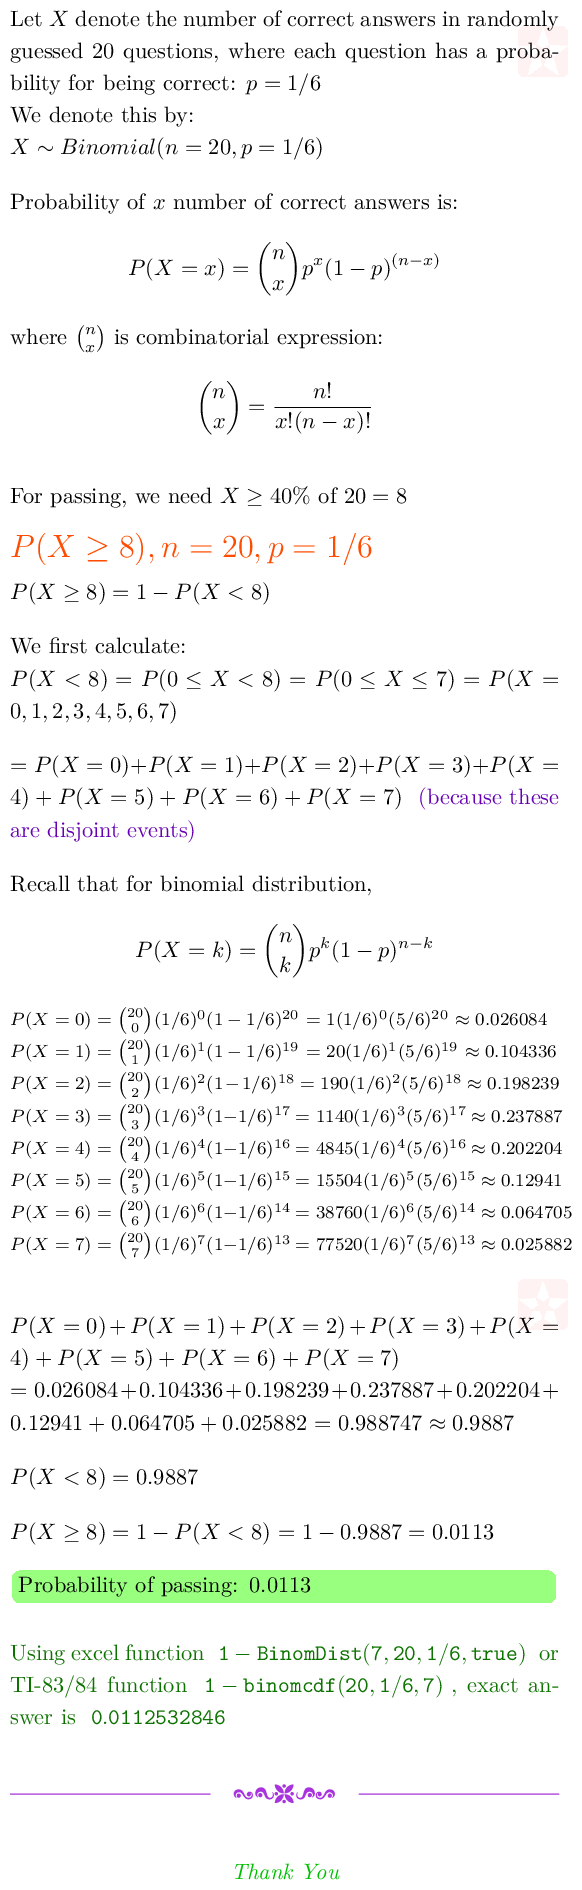 Let X denote the number of correct answers in randomly
guessed 20 questions, where each question has a proba-
bility for being correct: p = 1/6
We denote this by:
X ∼ Binomial(n = 20, p = 1/6)
Probability of x number of correct answers is:
P(X = x) = \binom{n}{x} p^x (1 − p)^{(n−x)}
where \binom{n}{x} is combinatorial expression:
\binom{n}{x} = \frac{n!}{x!(n − x)!}
For passing, we need X ≥ 40% of 20 = 8
P(X ≥ 8), n = 20, p = 1/6
P(X ≥ 8) = 1 − P(X < 8)
We first calculate:
P(X < 8) = P(0 ≤ X < 8) = P(0 ≤ X ≤ 7) = P(X =
0, 1, 2, 3, 4, 5, 6, 7)
= P(X = 0)+P(X = 1)+P(X = 2)+P(X = 3)+P(X =
4) + P(X = 5) + P(X = 6) + P(X = 7) (because these
are disjoint events)
Recall that for binomial distribution,
P(X = k) = \binom{n}{k} p^k (1 − p)^{n−k}
P(X = 0) = \binom{20}{0}(1/6)^0(1 − 1/6)^{20} = 1(1/6)^0(5/6)^{20} ≈ 0.026084
P(X = 1) = \binom{20}{1}(1/6)^1(1 − 1/6)^{19} = 20(1/6)^1(5/6)^{19} ≈ 0.104336
P(X = 2) = \binom{20}{2}(1/6)^2(1−1/6)^{18} = 190(1/6)^2(5/6)^{18} ≈ 0.198239
P(X = 3) = \binom{20}{3}(1/6)^3(1−1/6)^{17} = 1140(1/6)^3(5/6)^{17} ≈ 0.237887
P(X = 4) = \binom{20}{4}(1/6)^4(1−1/6)^{16} = 4845(1/6)^4(5/6)^{16} ≈ 0.202204
P(X = 5) = \binom{20}{5}(1/6)^5(1−1/6)^{15} = 15504(1/6)^5(5/6)^{15} ≈ 0.12941
P(X = 6) = \binom{20}{6}(1/6)^6(1−1/6)^{14} = 38760(1/6)^6(5/6)^{14} ≈ 0.064705
P(X = 7) = \binom{20}{7}(1/6)^7(1−1/6)^{13} = 77520(1/6)^7(5/6)^{13} ≈ 0.025882
P(X = 0) + P(X = 1) + P(X = 2) + P(X = 3) + P(X =
4) + P(X = 5) + P(X = 6) + P(X = 7)
= 0.026084+0.104336+0.198239+0.237887+0.202204+
0.12941 + 0.064705 + 0.025882 = 0.988747 ≈ 0.9887
P(X < 8) = 0.9887
P(X ≥ 8) = 1 − P(X < 8) = 1 − 0.9887 = 0.0113
Probability of passing: 0.0113
Using excel function 1 − BinomDist(7, 20, 1/6, true) or
TI-83/84 function 1 − binomcdf(20, 1/6, 7) , exact an-
swer is 0.0112532846
Thank You